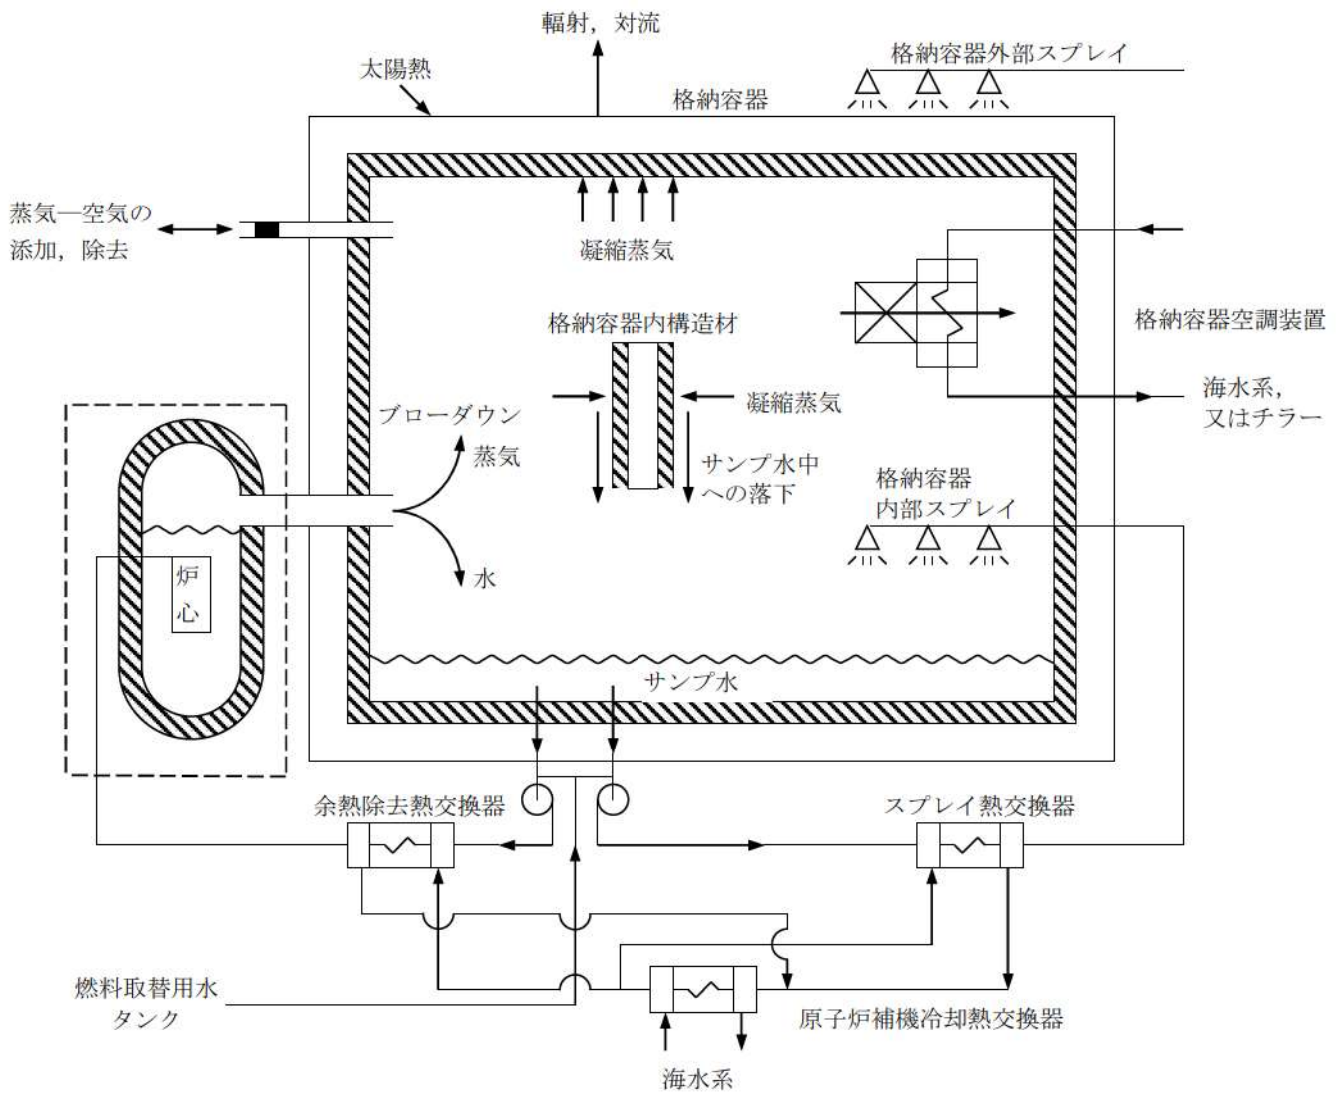 輻射，対流
太陽熱
格納容器外部スプレイ
格納容器
蒸気―空気の
添加，除去
凝縮蒸気
格納容器内構造材
格納容器空調装置
凝縮蒸気
海水系，
又はチラー
ブローダウン
蒸気
サンプ水中
への落下
格納容器
内部スプレイ
水
炉
心
サンプ水
余熱除去熱交換器
スプレイ熱交換器
燃料取替用水
タンク
原子炉補機冷却熱交換器
海水系